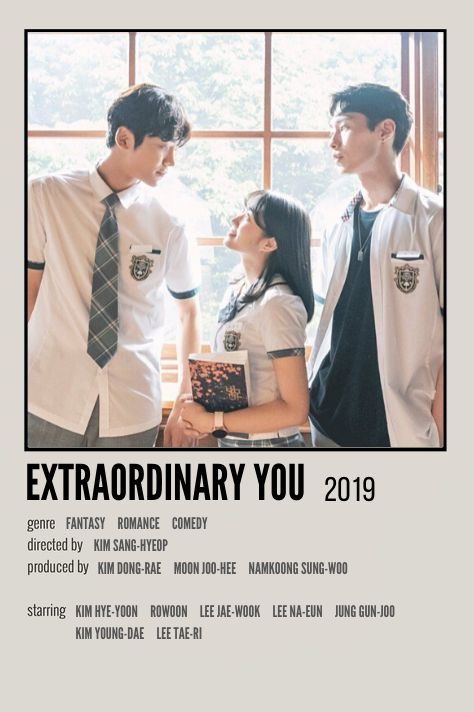 EXTRAORDINARY YOU 2019
genre FANTASY ROMANCE COMEDY
directed by KIM SANG-HYEOP
produced by KIM DONG-RAE MOON JOO-HEE NAMKOONG SUNG-WOO
starring KIM HYE-YOON ROWOON LEE JAE-WOOK LEE NA-EUN JUNG GUN-JOO
KIM YOUNG-DAE LEE TAE-RI